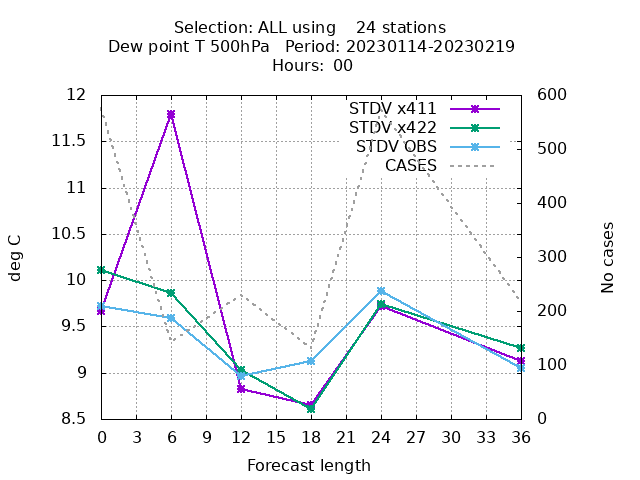 Selection: ALL using    24 stations
Dew point T 500hPa   Period: 20230114-20230219
Hours:  00
12
11.5
11
10.5
10
9.5
9
8.5
600
500
400
300
200
100
0
STDV x411
STDV x422
STDV OBS
CASES
deg C
No cases
0 3 6 9 12 15 18 21 24 27 30 33 36
Forecast length